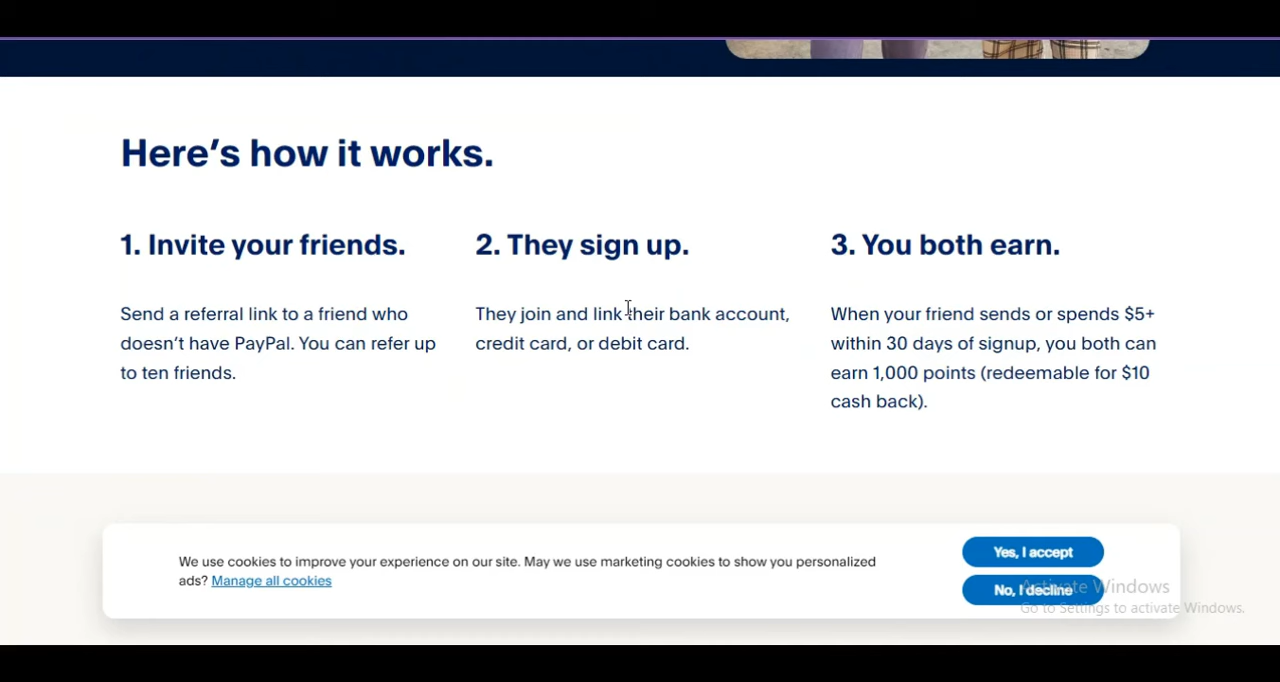 Here's how it works.
1. Invite your friends.
Send a referral link to a friend who
doesn't have PayPal. You can refer up
to ten friends.
2. They sign up.
They join and link their bank account,
credit card, or debit card.
3. You both earn.
When your friend sends or spends $5+
within 30 days of signup, you both can
earn 1,000 points (redeemable for $10
cash back).
We use cookies to improve your experience on our site. May we use marketing cookies to show you personalized
ads? Manage all cookies
Yes, I accept
No, I decline
Activate Windows
Go to Settings to activate Windows.